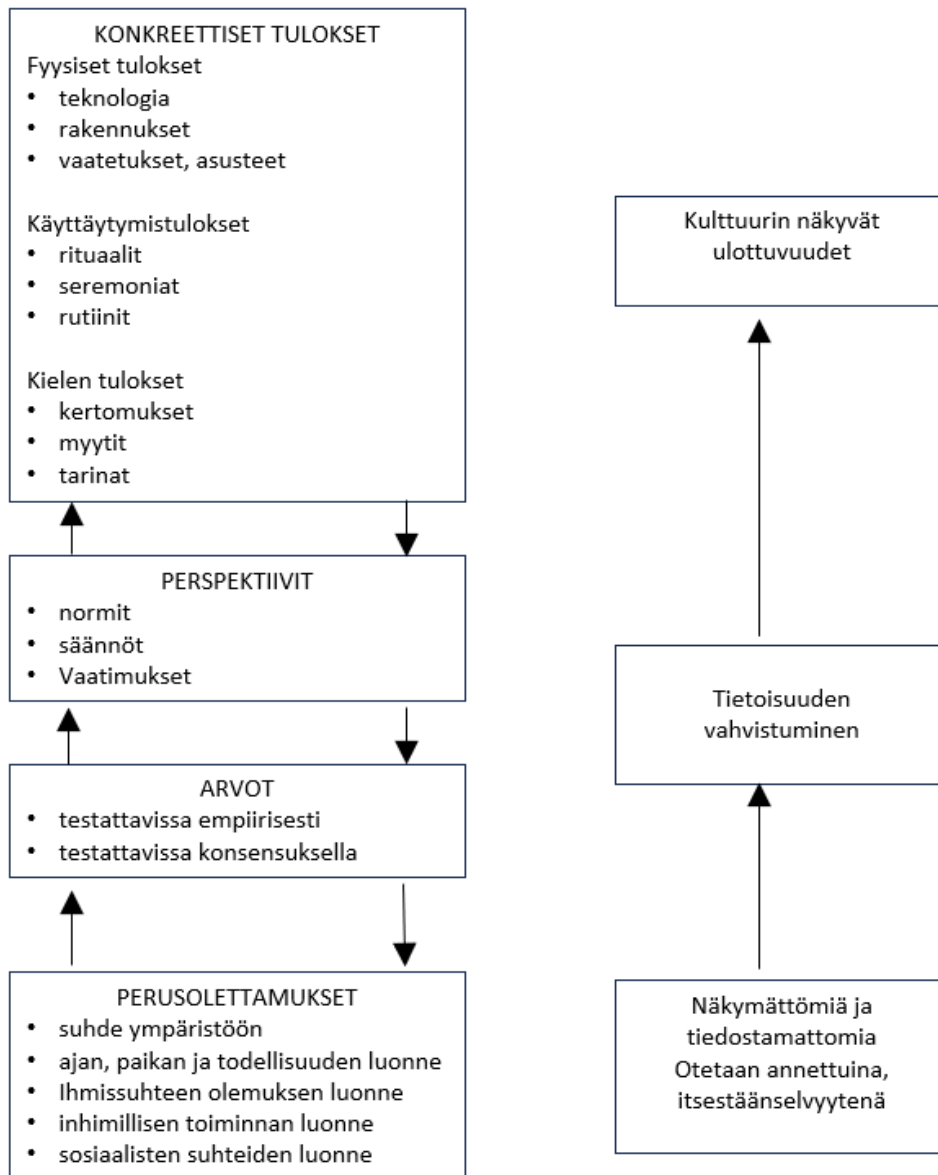 KONKREETTISET TULOKSET
Fyysiset tulokset
• teknologia
• rakennukset
• vaatetukset, asusteet
Käyttäytymistulokset
• rituaalit
• seremoniat
• rutiinit
Kielen tulokset
• kertomukset
• myytit
• tarinat
PERSPEKTIIVIT
• normit
• säännöt
• Vaatimukset
ARVOT
• testattavissa empiirisesti
• testattavissa konsensuksella
PERUSOLETTAMUKSET
• suhde ympäristöön
• ajan, paikan ja todellisuuden luonne
• Ihmissuhteen olemuksen luonne
• inhimillisen toiminnan luonne
• sosiaalisten suhteiden luonne
Kulttuurin näkyvät
ulottuvuudet
Tietoisuuden
vahvistuminen
Näkymättömiä ja
tiedostamattomia
Otetaan annettuina,
itsestäänselvyytenä